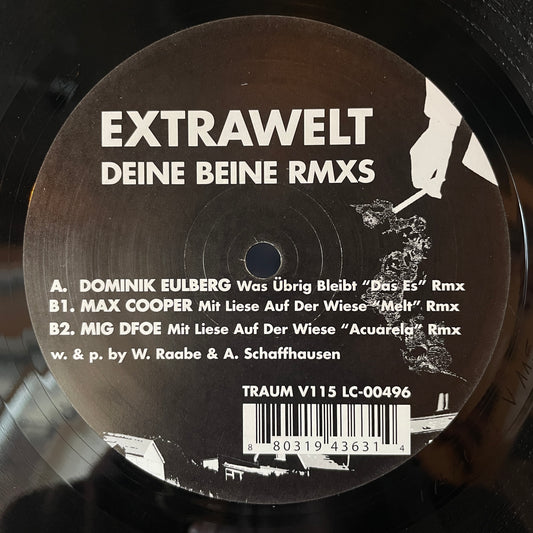 EXTRAWELT
DEINE BEINE RMXS
A. DOMINIK EULBERG Was Übrig Bleibt "Das Es" Rmx
B1. MAX COOPER Mit Liese Auf Der Wiese "Melt" Rmx
B2. MIG DFOE Mit Liese Auf Der Wiese "Acuarela" Rmx
w. & p. by W. Raabe & A. Schaffhausen
TRAUM V115 LC-00496
8 80319 43631 4